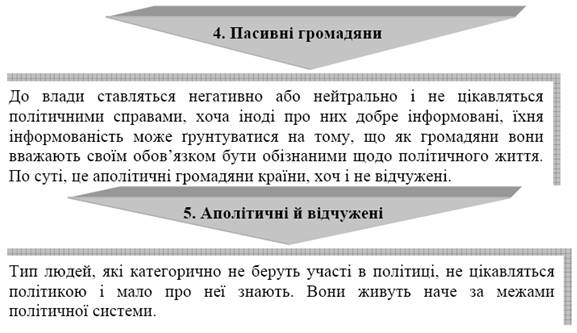 4. Пасивні громадяни
До влади ставляться негативно або нейтрально і не цікавляться
політичними справами, хоча іноді про них добре інформовані, їхня
інформованість може ґрунтуватися на тому, що як громадяни вони
вважають своїм обов’язком бути обізнаними щодо політичного життя.
По суті, це аполітичні громадяни країни, хоч і не відчужені.
5. Аполітичні й відчужені
Тип людей, які категорично не беруть участі в політиці, не цікавляться
політикою і мало про неї знають. Вони живуть наче за межами
політичної системи.